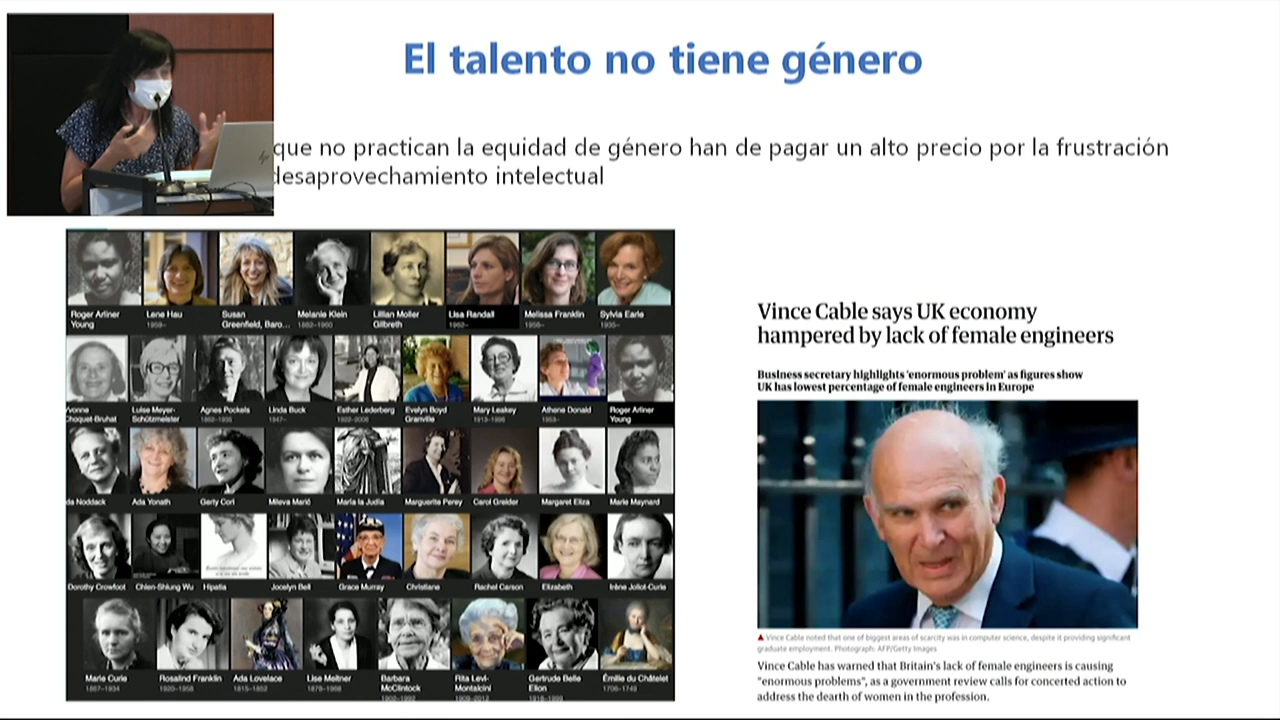 El talento no tiene género
que no practican la equidad de género han de pagar un alto precio por la frustración
desaprovechamiento intelectual
Roger Arliner Young
Lene Hau
1959–
Susan Greenfield, Baro...
Melanie Klein
1882–1960
Lillian Moller Gilbreth
Lisa Randall
1962–
Melissa Franklin
1956–
Sylvia Earle
1935–
Yvonne Choquet-Bruhat
Luise Meyer-Schützmeister
Agnes Pockels
1862–1935
Linda Buck
1947–
Esther Lederberg
1922–2006
Evelyn Boyd Granville
Mary Leakey
1913–1996
Athene Donald
1953–
Roger Arliner Young
da Noddack
Ada Yonath
Gerty Cori
Mileva Marić
Maria la Judía
Marguerite Perey
Carol Greider
Margaret Eliza
Marie Maynard
Dorothy Crowfoot
Chien-Shiung Wu
Hipatia
Jocelyn Bell
Grace Murray
Christiane
Rachel Carson
Elizabeth
Irène Joliot-Curie
Marie Curie
1867–1934
Rosalind Franklin
1920–1958
Ada Lovelace
1815–1852
Lise Meitner
1878–1968
Barbara McClintock
1902–1992
Rita Levi-Montalcini
1909–2012
Gertrude Belle Elion
1918–1999
Émilie du Châtelet
1706–1749
Vince Cable says UK economy
hampered by lack of female engineers
Business secretary highlights 'enormous problem' as figures show
UK has lowest percentage of female engineers in Europe
Vince Cable noted that one of biggest areas of scarcity was in computer science, despite it providing significant
graduate employment. Photograph: AFP/Getty Images
Vince Cable has warned that Britain's lack of female engineers is causing
"enormous problems", as a government review calls for concerted action to
address the dearth of women in the profession.
hp